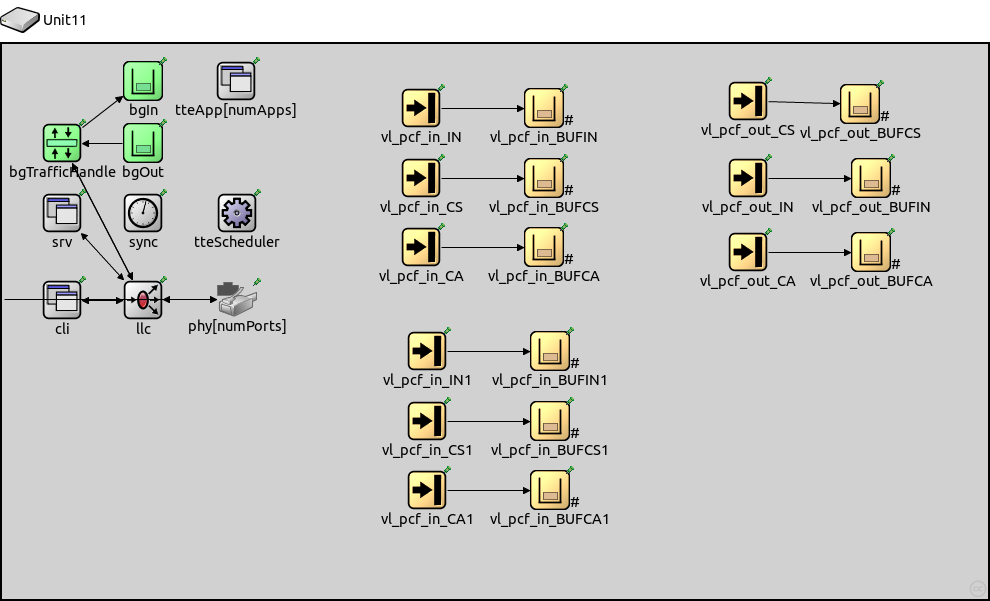 Unit11
bgIn
tteApp[numApps]
bgTrafficHandle
bgOut
srv
sync
tteScheduler
cli
llc
phy[numPorts]
vl_pcf_in_IN
#
vl_pcf_in_BUFIN
vl_pcf_in_CS
#
vl_pcf_in_BUFCS
vl_pcf_in_CA
#
vl_pcf_in_BUFCA
vl_pcf_in_IN1
#
vl_pcf_in_BUFIN1
vl_pcf_in_CS1
#
vl_pcf_in_BUFCS1
vl_pcf_in_CA1
#
vl_pcf_in_BUFCA1
vl_pcf_out_CS
#
vl_pcf_out_BUFCS
vl_pcf_out_IN
#
vl_pcf_out_BUFIN
vl_pcf_out_CA
#
vl_pcf_out_BUFCA